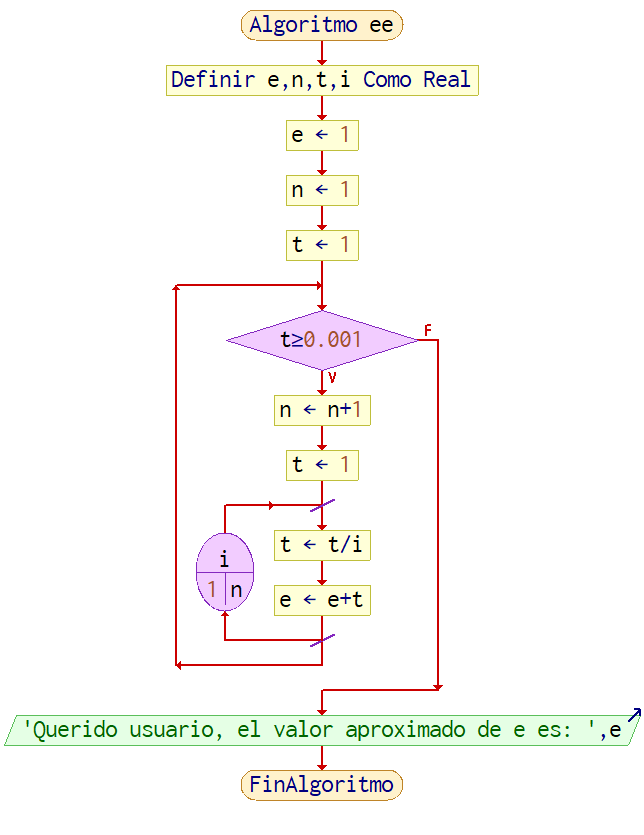 Algoritmo ee
Definir e,n,t,i Como Real
e ← 1
n ← 1
t ← 1
t≥0.001
F
V
n ← n+1
t ← 1
i
1 n
t ← t/i
e ← e+t
'Querido usuario, el valor aproximado de e es: ',e
FinAlgoritmo